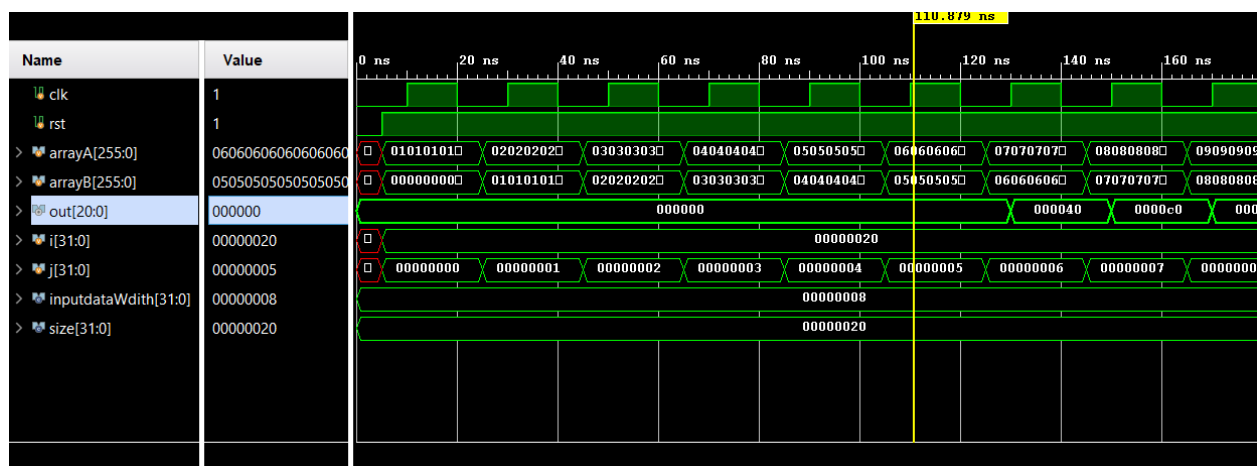 110.879 ns
Name Value
0 ns 20 ns 40 ns 60 ns 80 ns 100 ns 120 ns 140 ns 160 ns
clk 1
rst 1
arrayA[255:0] 06060606060606060 01010101 02020202 03030303 04040404 05050505 06060606 07070707 08080808 09090909
arrayB[255:0] 05050505050505050 00000000 01010101 02020202 03030303 04040404 05050505 06060606 07070707 08080808
out[20:0] 000000 000000 000040 0000c0 000
i[31:0] 00000020 00000020
j[31:0] 00000005 00000000 00000001 00000002 00000003 00000004 00000005 00000006 00000007 0000000
inputdataWdith[31:0] 00000008 00000008
size[31:0] 00000020 00000020